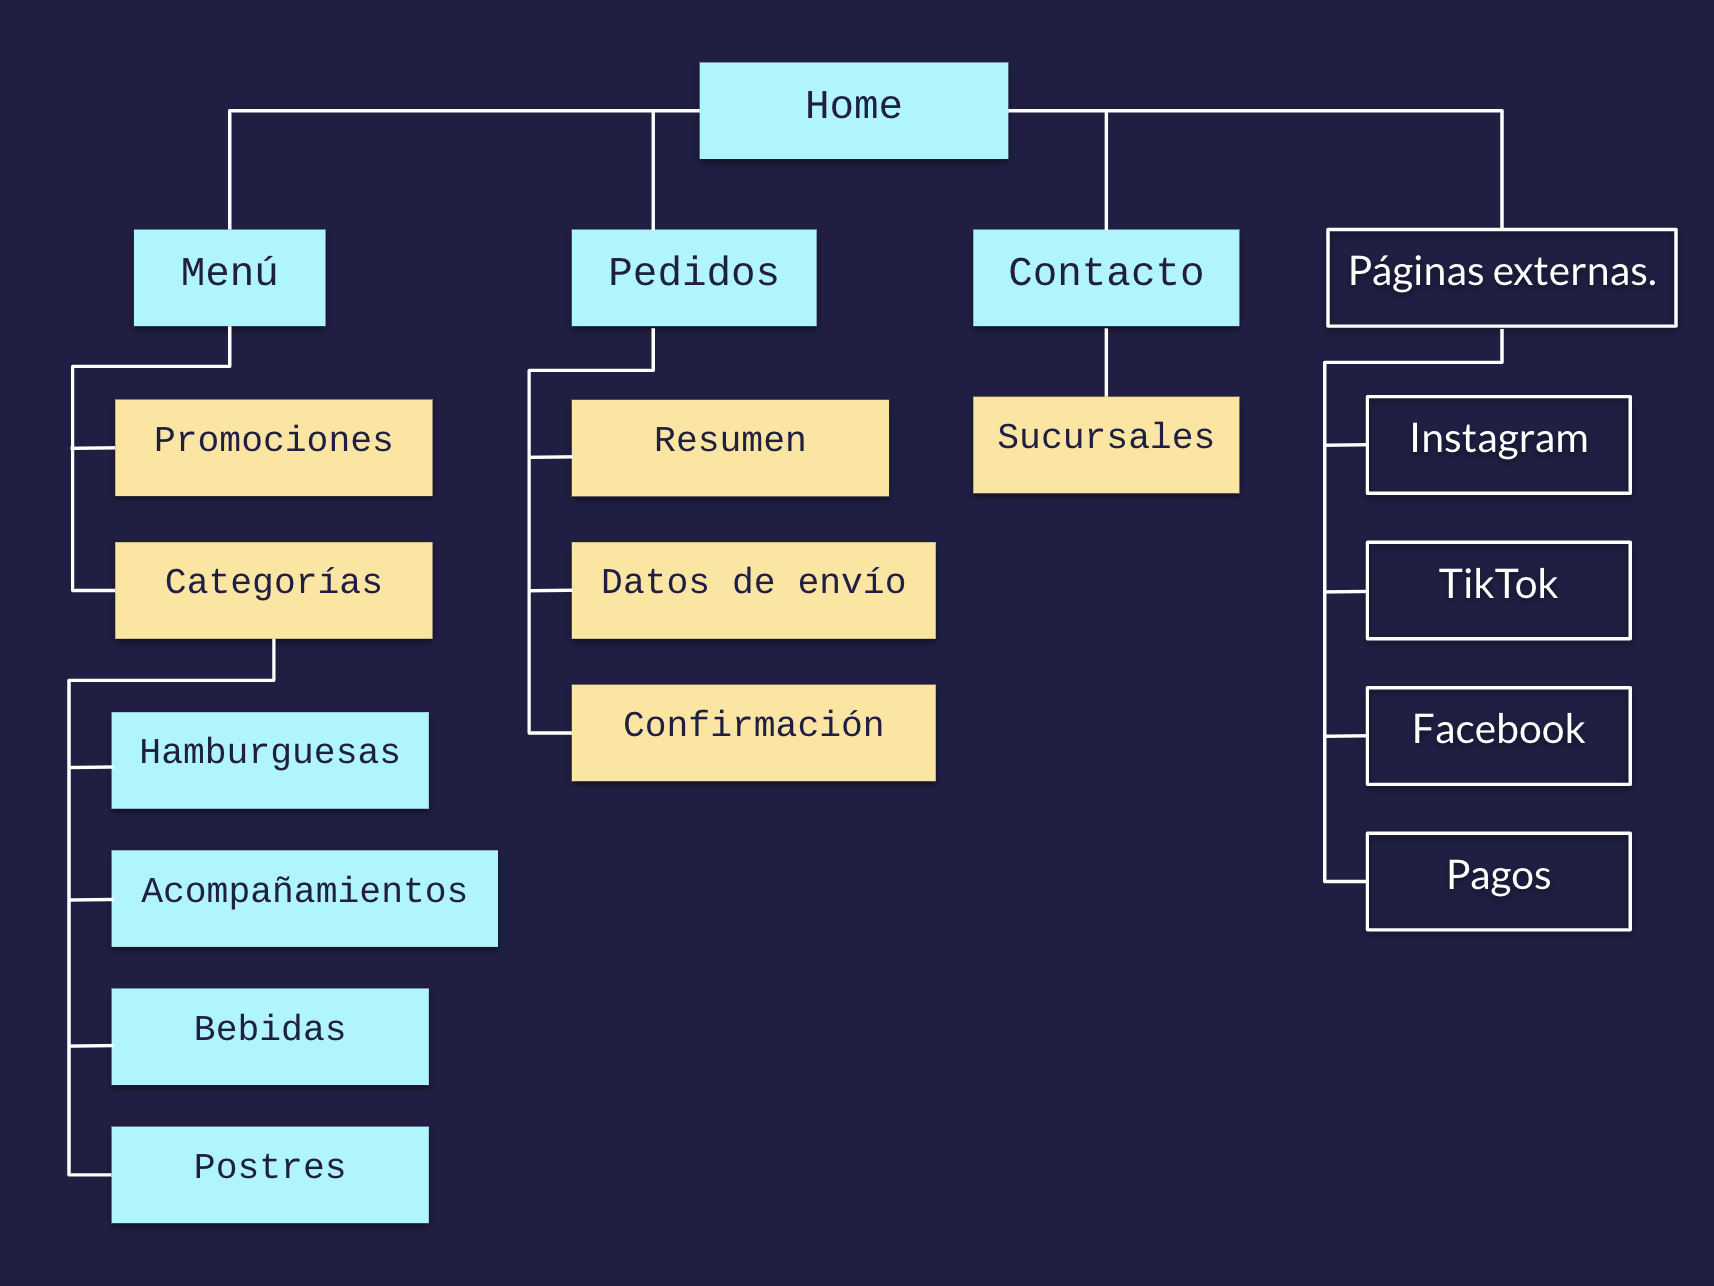 Home
Menú
Pedidos
Contacto
Páginas externas.
Promociones
Categorías
Hamburguesas
Acompañamientos
Bebidas
Postres
Resumen
Datos de envío
Confirmación
Sucursales
Instagram
TikTok
Facebook
Pagos